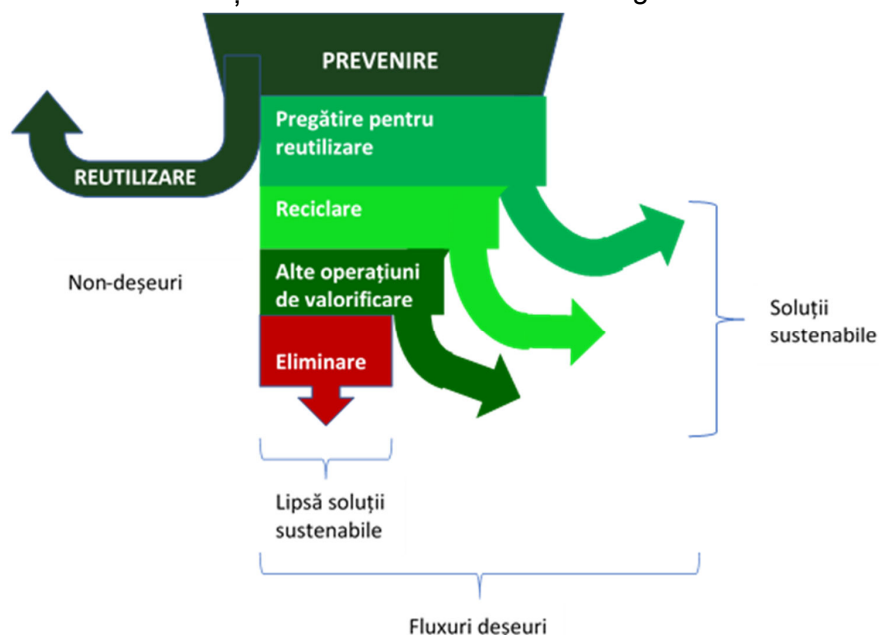 PREVENIRE
Pregătire pentru
reutilizare
REUTILIZARE
Reciclare
Non-deșeuri
Alte operațiuni
de valorificare
Soluții
sustenabile
Eliminare
Lipsă soluții
sustenabile
Fluxuri deșeuri